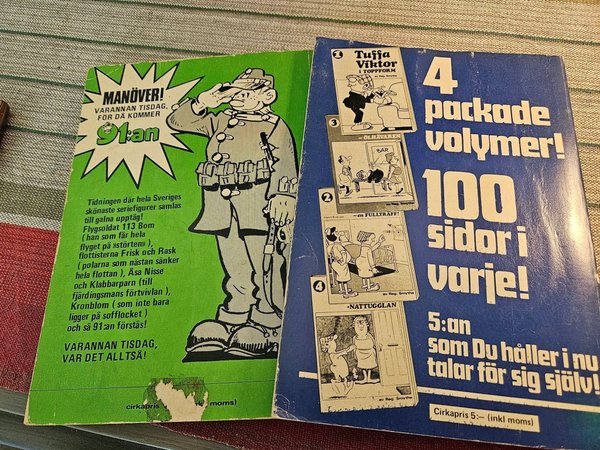 MANÖVER!
VARANNAN TISDAG,
FÖR DÅ KOMMER
91:an
Tidningen där hela Sveriges
skönaste seriefigurer samlas
till galna upptåg!
Flygsoldat 113 Bom
( han som får hela
flyget på istörtem ),
flottisterna Frisk och Rask
( polarna som nästan sänker
hela flottan ), Åsa Nisse
och Klabbarparn ( till
fjärdingsmans förtvivlan ),
Kronblom ( som inte bara
ligger på sofflocket )
och så 91:an förstås!
VARANNAN TISDAG,
VAR DET ALLTSÅ!
cirkapris
moms)
1
Tuffa
Viktor
I TOPPFORM
av Reg. Smythe
3
-ÖLHÄVAREN
BAR
2
-en FULLTRÄFF!
av Reg. Smythe
4
-NATTUGGLAN
av Reg. Smythe
4
packade
volymer!
100
sidor i
varje!
5:an
som Du håller i nu
talar för sig själv!
Cirkapris 5:— (inkl moms)